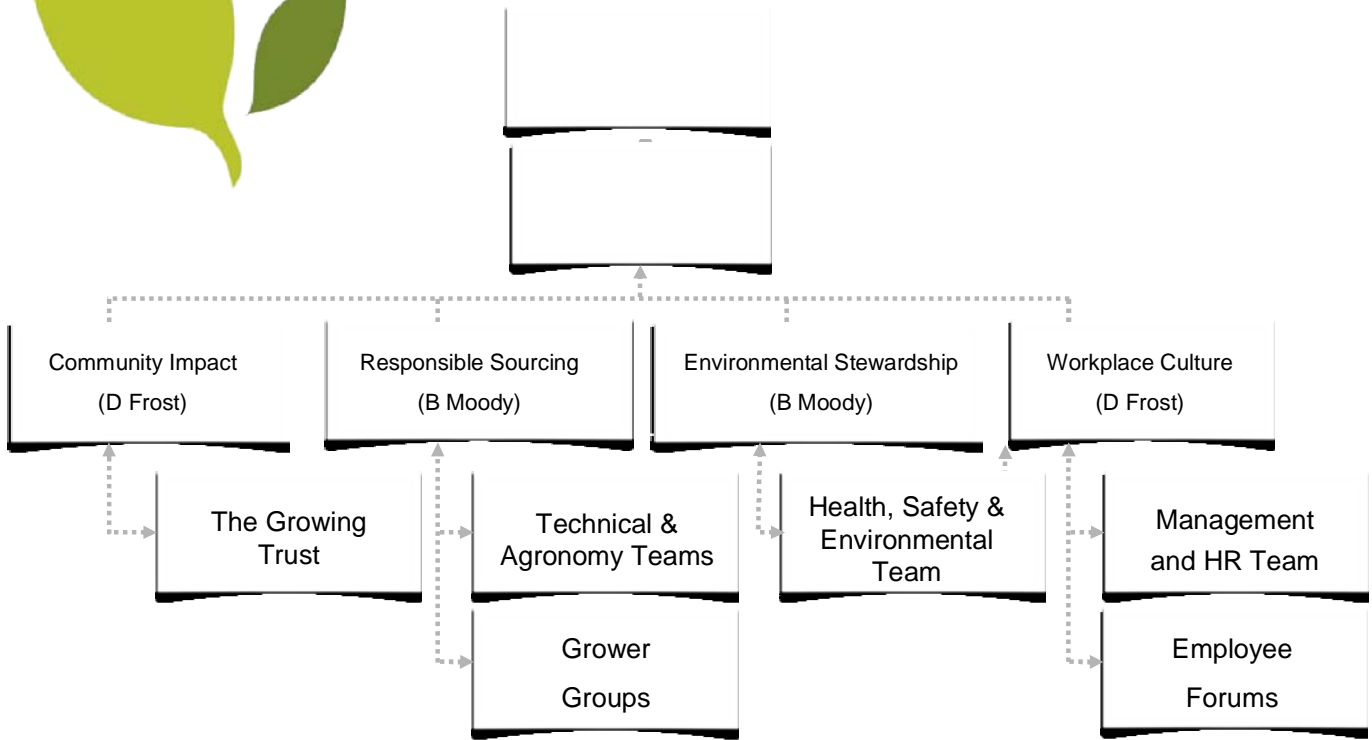 Community Impact
(D Frost)
Responsible Sourcing
(B Moody)
Environmental Stewardship
(B Moody)
Workplace Culture
(D Frost)
The Growing
Trust
Technical &
Agronomy Teams
Health, Safety &
Environmental
Team
Management
and HR Team
Grower
Groups
Employee
Forums